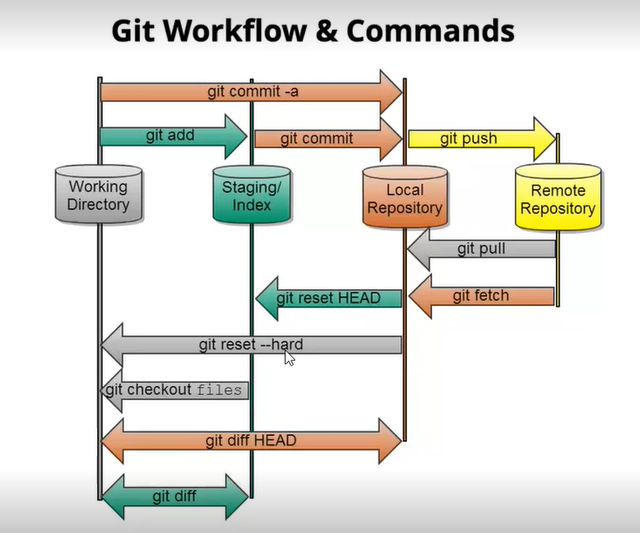 Git Workflow & Commands
git commit -a
git add
git commit
git push
Working
Directory
Staging/
Index
Local
Repository
Remote
Repository
git pull
git reset HEAD
git fetch
git reset --hard
git checkout files
git diff HEAD
git diff